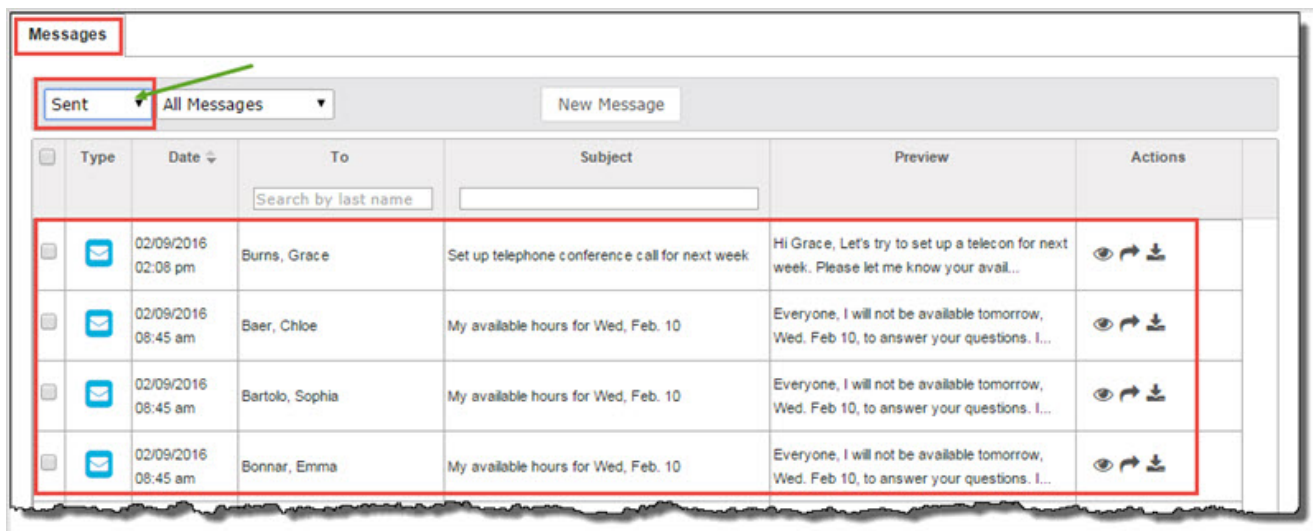 Messages
Sent All Messages New Message
Type Date To Subject Preview Actions
Search by last name
02/09/2016
02:08 pm
Burns, Grace
Set up telephone conference call for next week
Hi Grace, Let's try to set up a telecon for next
week. Please let me know your avail...
02/09/2016
08:45 am
Baer, Chloe
My available hours for Wed, Feb. 10
Everyone, I will not be available tomorrow,
Wed. Feb 10, to answer your questions. I...
02/09/2016
08:45 am
Bartolo, Sophia
My available hours for Wed, Feb. 10
Everyone, I will not be available tomorrow,
Wed. Feb 10, to answer your questions. I...
02/09/2016
08:45 am
Bonnar, Emma
My available hours for Wed, Feb. 10
Everyone, I will not be available tomorrow,
Wed. Feb 10, to answer your questions. I...